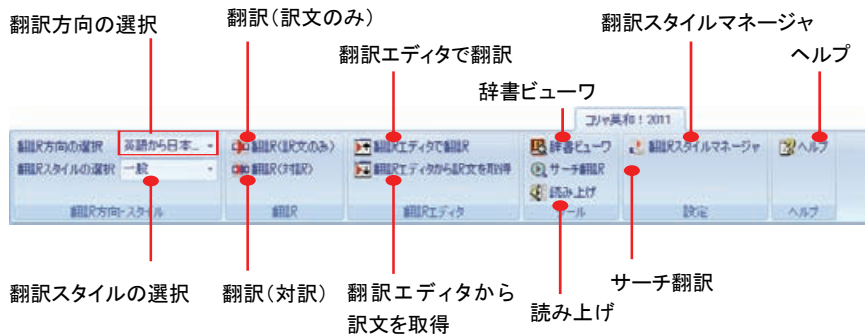 翻訳方向の選択
翻訳（訳文のみ）
翻訳スタイルマネージャ
翻訳エディタで翻訳
ヘルプ
辞書ビューワ
コリャ英和！2011
翻訳方向の選択 英語から日本...
翻訳(訳文のみ)
翻訳エディタで翻訳
辞書ビューワ
翻訳スタイルマネージャ
ヘルプ
翻訳スタイルの選択 一般
翻訳(対訳)
翻訳エディタから訳文を取得
サーチ翻訳
読み上げ
翻訳方向・スタイル
翻訳
翻訳エディタ
ツール
設定
ヘルプ
翻訳スタイルの選択
翻訳（対訳）
翻訳エディタから
訳文を取得
読み上げ
サーチ翻訳